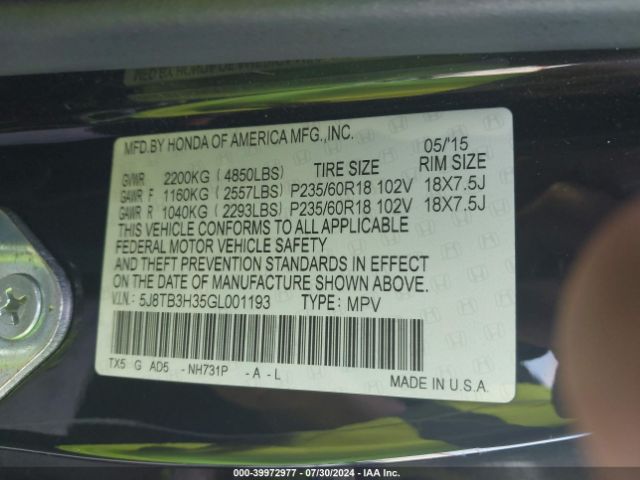 MFD.BY HONDA OF AMERICA MFG.,INC. 05/'15
TIRE SIZE RIM SIZE
GVWR 2200KG (4850LBS)
GAWR F 1160KG (2557LBS) P235/60R18 102V 18X7.5J
GAWR R 1040KG (2293LBS) P235/60R18 102V 18X7.5J
THIS VEHICLE CONFORMS TO ALL APPLICABLE
FEDERAL MOTOR VEHICLE SAFETY
AND THEFT PREVENTION STANDARDS IN EFFECT
ON THE DATE OF MANUFACTURE SHOWN ABOVE.
V.I.N.: 5J8TB3H35GL001193 TYPE: MPV
TX5 G AD5 - NH731P - A - L
MADE IN U.S.A.
000-39972977 - 07/30/2024 - IAA Inc.